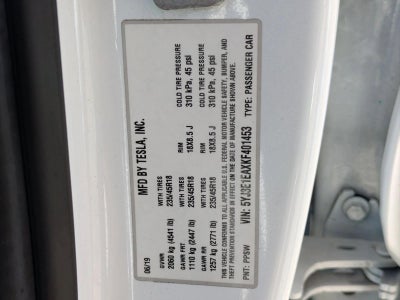 MFD BY TESLA, INC.
06/19
GVWR WITH TIRES RIM COLD TIRE PRESSURE
2060 kg (4541 lb) 235/45R18 18X8.5 J 310 kPa, 45 psi
GAWR FRT WITH TIRES RIM COLD TIRE PRESSURE
1110 kg (2447 lb) 235/45R18 18X8.5 J 310 kPa, 45 psi
GAWR RR
1257 kg (2771 lb)
THIS VEHICLE CONFORMS TO ALL APPLICABLE U.S. FEDERAL MOTOR VEHICLE SAFETY, BUMPER, AND
THEFT PREVENTION STANDARDS IN EFFECT ON THE DATE OF MANUFACTURE SHOWN ABOVE.
VIN: 5YJ3E1EAXKF401453 TYPE: PASSENGER CAR
PNT: PPSW